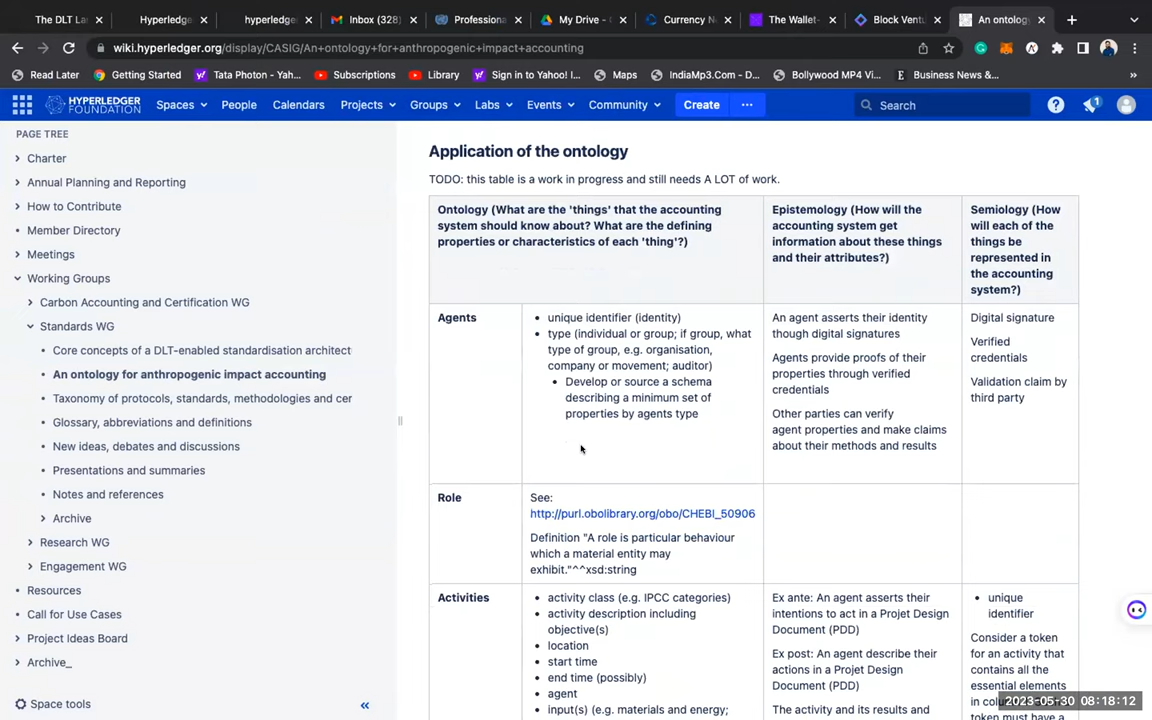 The DLT La
Hyperledge
hyperledge
Inbox (328)
Professiona
My Drive - G
Currency N
The Wallet-
Block Ventu
An ontology
wiki.hyperledger.org/display/CASIG/An+ontology+for+anthropogenic+impact+accounting
Read Later
Getting Started
Tata Photon - Yah...
Subscriptions
Library
Sign in to Yahoo! I...
Maps
IndiaMp3.Com – D...
Bollywood MP4 Vi...
Business News &...
HYPERLEDGER FOUNDATION
Spaces
People
Calendars
Projects
Groups
Labs
Events
Community
Create
Search
1
PAGE TREE
Charter
Annual Planning and Reporting
How to Contribute
Member Directory
Meetings
Working Groups
Carbon Accounting and Certification WG
Standards WG
Core concepts of a DLT-enabled standardisation architect
An ontology for anthropogenic impact accounting
Taxonomy of protocols, standards, methodologies and cer
Glossary, abbreviations and definitions
New ideas, debates and discussions
Presentations and summaries
Notes and references
Archive
Research WG
Engagement WG
Resources
Call for Use Cases
Project Ideas Board
Archive_
Space tools
Application of the ontology
TODO: this table is a work in progress and still needs A LOT of work.
Ontology (What are the 'things' that the accounting
system should know about? What are the defining
properties or characteristics of each 'thing'?)
Epistemology (How will the
accounting system get
information about these things
and their attributes?)
Semiology (How
will each of the
things be
represented in
the accounting
system?)
Agents
unique identifier (identity)
type (individual or group; if group, what
type of group, e.g. organisation,
company or movement; auditor)
Develop or source a schema
describing a minimum set of
properties by agents type
An agent asserts their identity
though digital signatures
Agents provide proofs of their
properties through verified
credentials
Other parties can verify
agent properties and make claims
about their methods and results
Digital signature
Verified
credentials
Validation claim by
third party
Role
See:
http://purl.obolibrary.org/obo/CHEBI_50906
Definition "A role is particular behaviour
which a material entity may
exhibit."^^xsd:string
Activities
activity class (e.g. IPCC categories)
activity description including
objective(s)
location
start time
end time (possibly)
agent
input(s) (e.g. materials and energy;
Ex ante: An agent asserts their
intentions to act in a Projet Design
Document (PDD)
Ex post: An agent describe their
actions in a Projet Design
Document (PDD)
The activity and its results and
unique
identifier
Consider a token
for an activity that
contains all the
essential elements
in colu
token must have a
2023-05-30 08:18:12